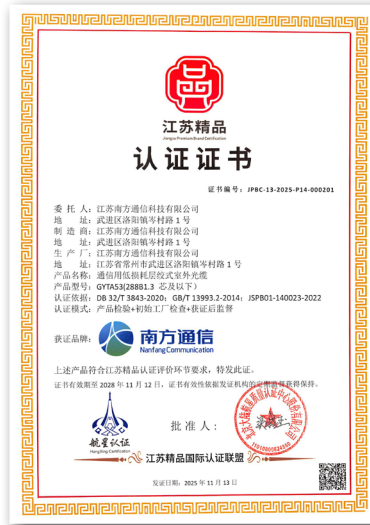 江苏精品
Jiangsu Premium Brand Certification
认证证书
证书编号：JPBC-13-2025-P14-000201
委 托 人：江苏南方通信科技有限公司
地 址：武进区洛阳镇岑村路 1 号
制 造 商：江苏南方通信科技有限公司
地 址：武进区洛阳镇岑村路 1 号
生 产 厂：江苏南方通信科技有限公司
地 址：江苏省常州市武进区洛阳镇岑村路 1 号
产品名称：通信用低损耗层绞式室外光缆
产品型号：GYTA53(288B1.3 芯及以下）
认证依据：DB 32/T 3843-2020；GB/T 13993.2-2014；JSPB01-140023-2022
认证模式：产品检验+初始工厂检查+获证后监督
获证品牌：
南方通信
Nanfang Communication
上述产品符合江苏精品认证评价环节要求，特发此证。
证书有效期至 2028 年 11 月 12 日，证书有效性依据发证机构的定期监督获得保持。
航星认证
HangXing Certification
批 准 人：
江苏精品国际认证联盟
发证日期：2025 年 11 月 13 日